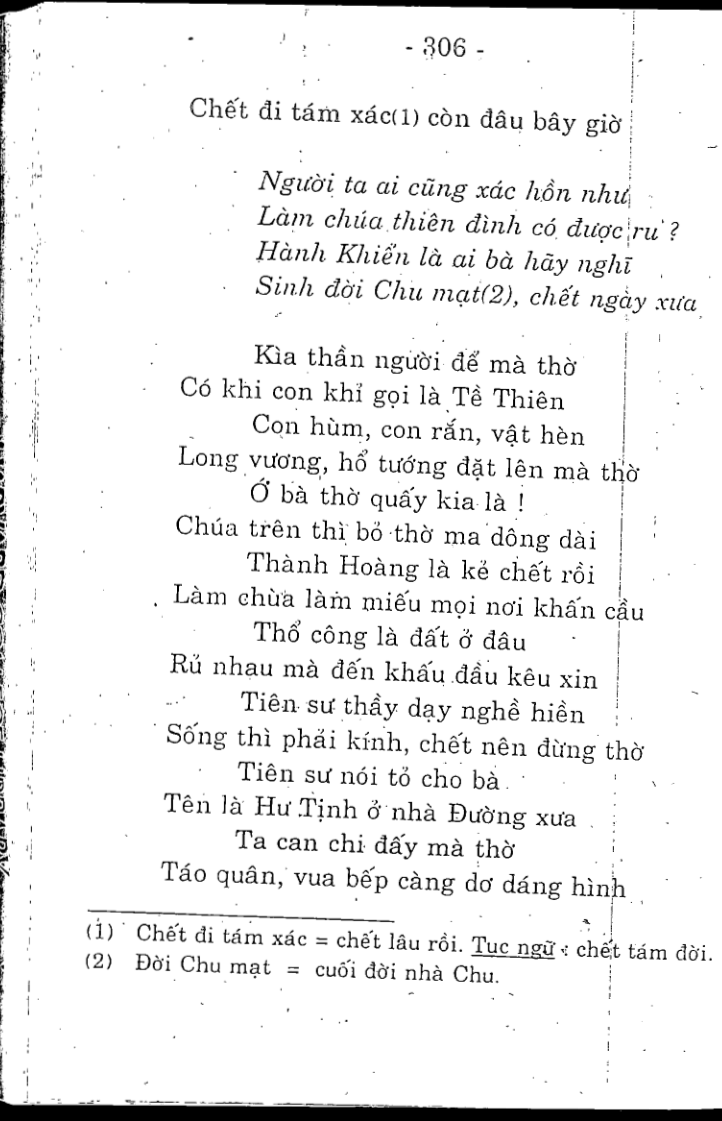 - 306 -
Chết đi tám xác(1) còn đâu bây giờ
Người ta ai cũng xác hồn như
Làm chúa thiên đình có được ru ?
Hành Khiển là ai bà hãy nghĩ
Sinh đời Chu mạt(2), chết ngày xưa
Kìa thần người để mà thờ
Có khi con khỉ gọi là Tề Thiên
Con hùm, con rắn, vật hèn
Long vương, hổ tướng đặt lên mà thờ
Ớ bà thờ quấy kia là !
Chúa trên thì bỏ thờ ma dông dài
Thành Hoàng là kẻ chết rồi
Làm chùa làm miếu mọi nơi khấn cầu
Thổ công là đất ở đâu
Rủ nhau mà đến khấu đầu kêu xin
Tiên sư thầy dạy nghề hiền
Sống thì phải kính, chết nên đừng thờ
Tiên sư nói tỏ cho bà
Tên là Hư Tịnh ở nhà Đường xưa
Ta can chi đấy mà thờ
Táo quân, vua bếp càng dơ dáng hình
(1) Chết đi tám xác = chết lâu rồi. Tục ngữ : chết tám đời.
(2) Đời Chu mạt = cuối đời nhà Chu.